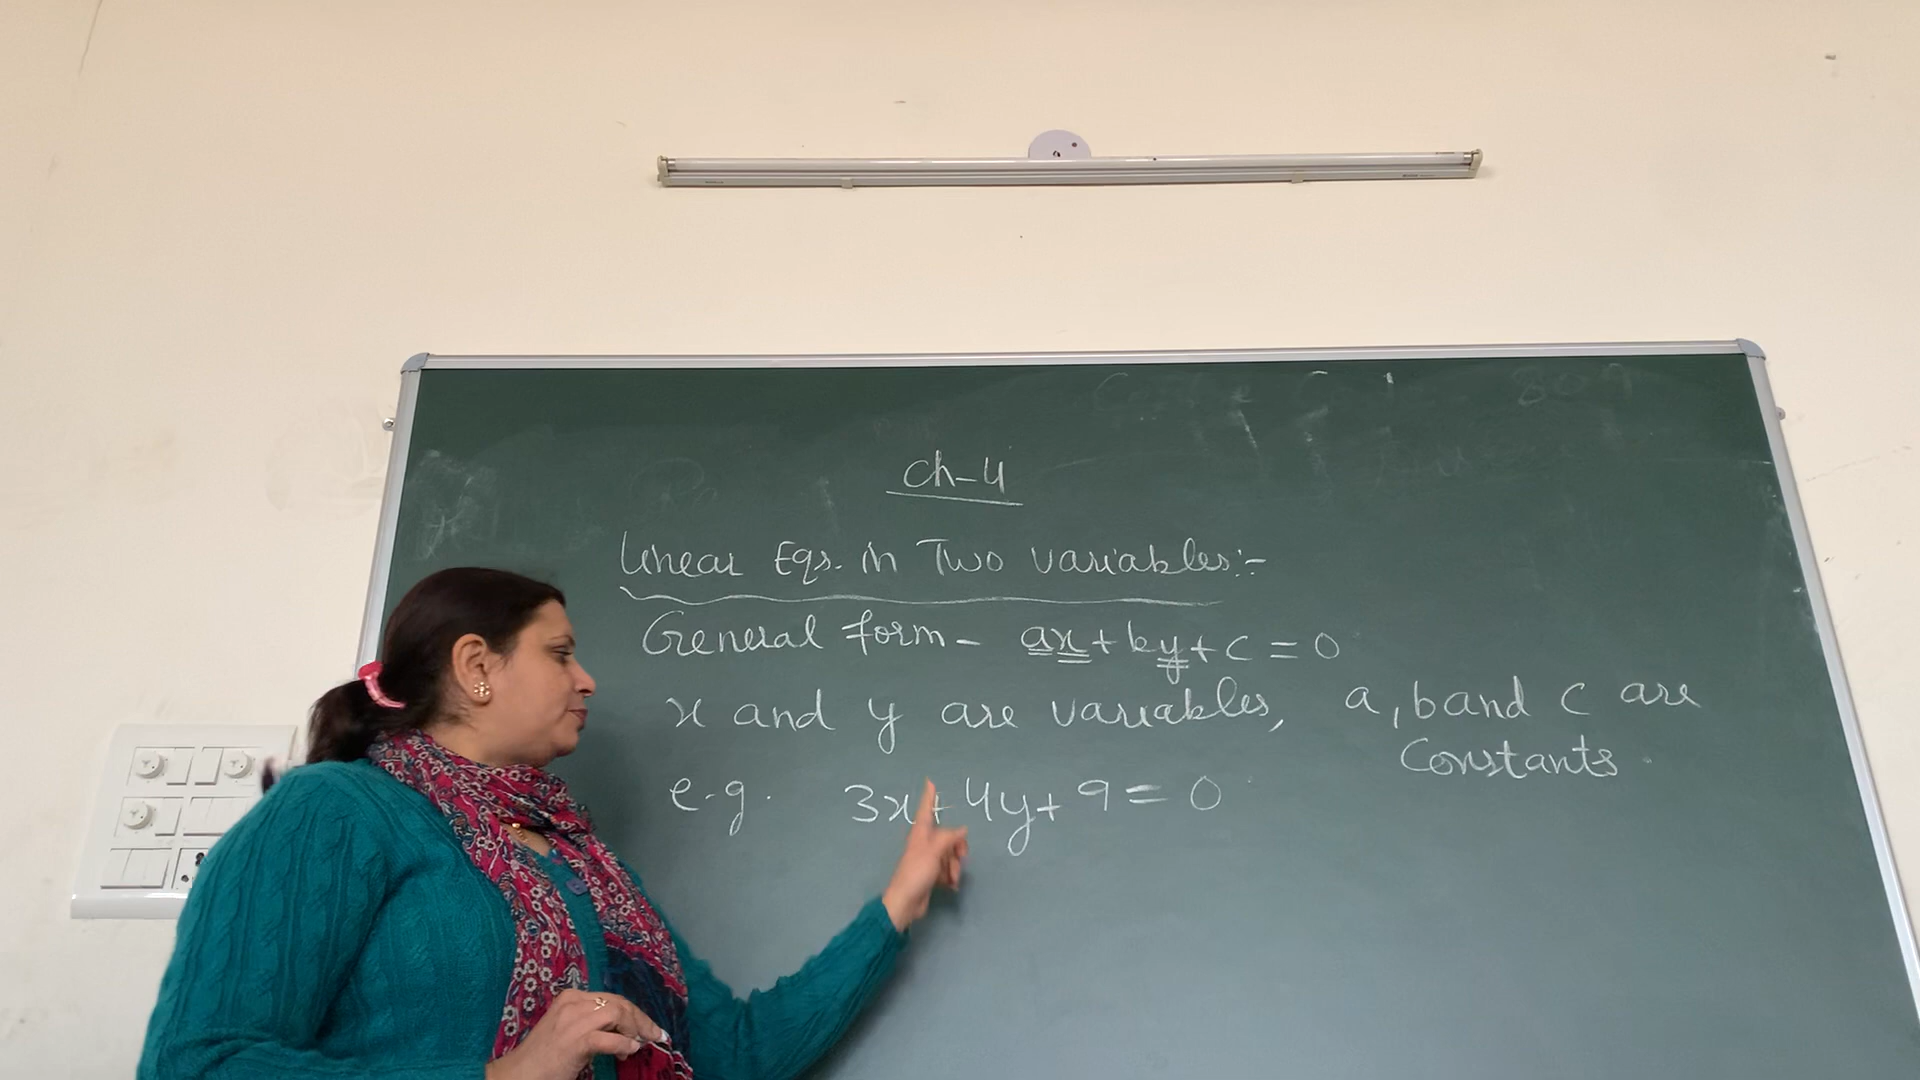 Ch-4
Linear Eqs. in Two variables:-
General form - ax + by + c = 0
x and y are variables, a, b and c are
Constants.
e.g. 3x + 4y + 9 = 0